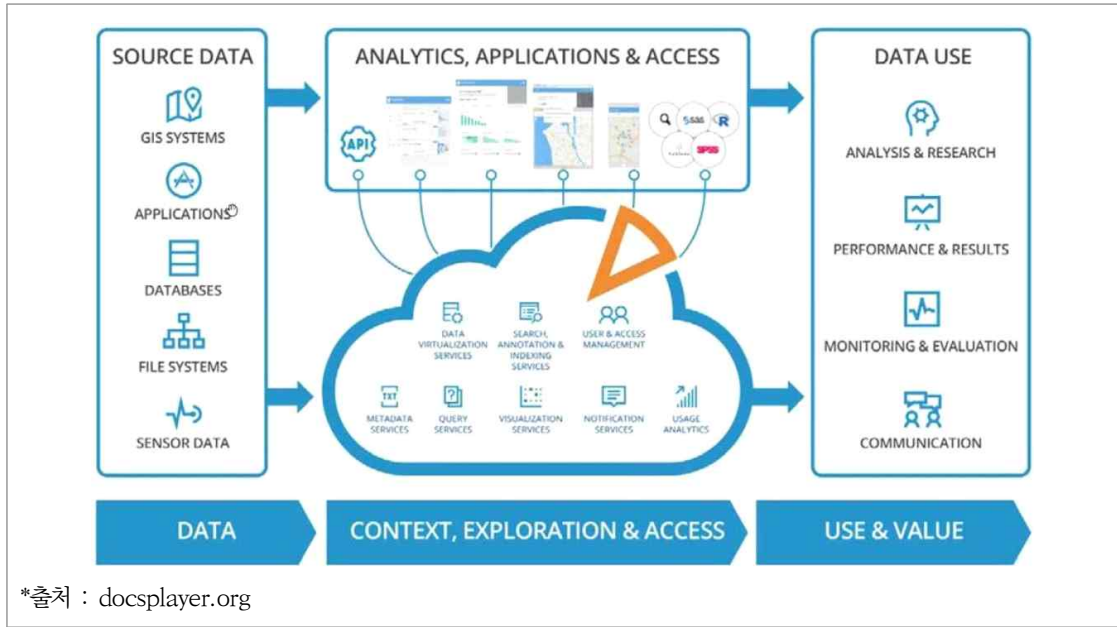 SOURCE DATA
GIS SYSTEMS
APPLICATIONS
DATABASES
FILE SYSTEMS
SENSOR DATA
ANALYTICS, APPLICATIONS & ACCESS
API
sas
R
SPSS
DATA
VIRTUALIZATION
SERVICES
SEARCH,
ANNOTATION &
INDEXING
SERVICES
USER & ACCESS
MANAGEMENT
TXT
METADATA
SERVICES
QUERY
SERVICES
VISUALIZATION
SERVICES
NOTIFICATION
SERVICES
USAGE
ANALYTICS
DATA USE
ANALYSIS & RESEARCH
PERFORMANCE & RESULTS
MONITORING & EVALUATION
COMMUNICATION
DATA
CONTEXT, EXPLORATION & ACCESS
USE & VALUE
*출처 : docsplayer.org